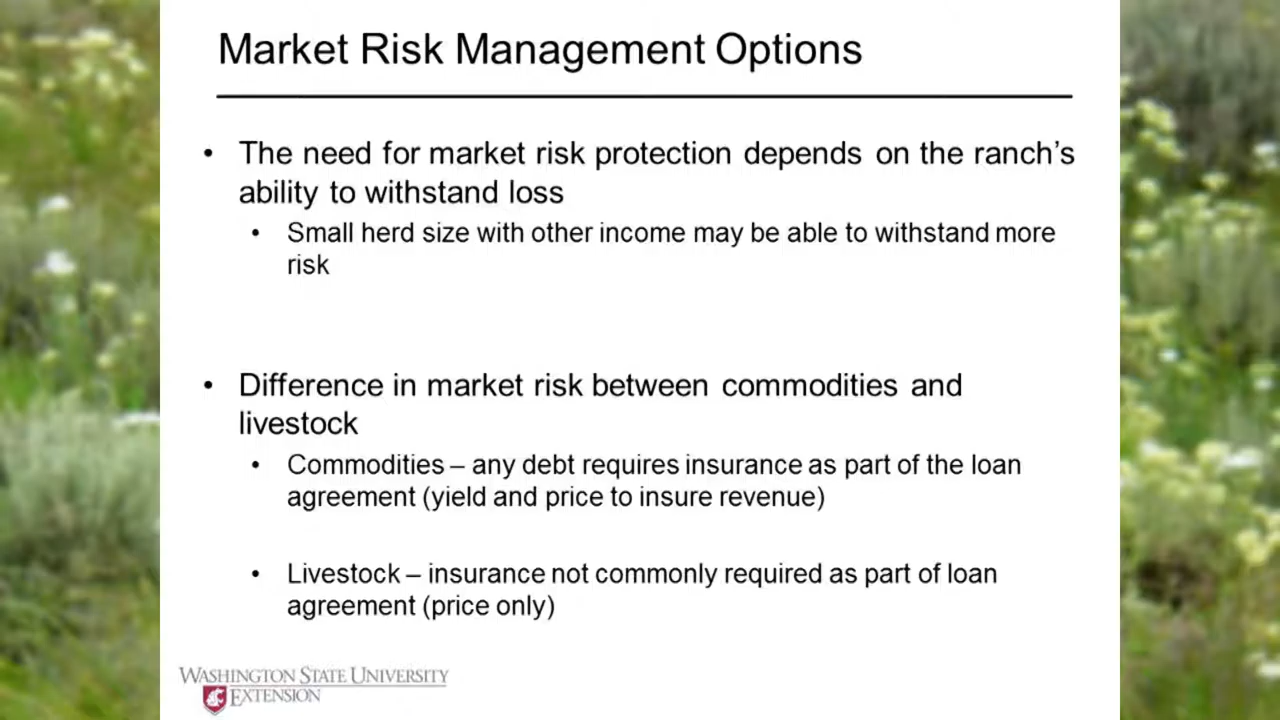 Market Risk Management Options
• The need for market risk protection depends on the ranch's
ability to withstand loss
• Small herd size with other income may be able to withstand more
risk
• Difference in market risk between commodities and
livestock
• Commodities – any debt requires insurance as part of the loan
agreement (yield and price to insure revenue)
• Livestock – insurance not commonly required as part of loan
agreement (price only)
WASHINGTON STATE UNIVERSITY
EXTENSION